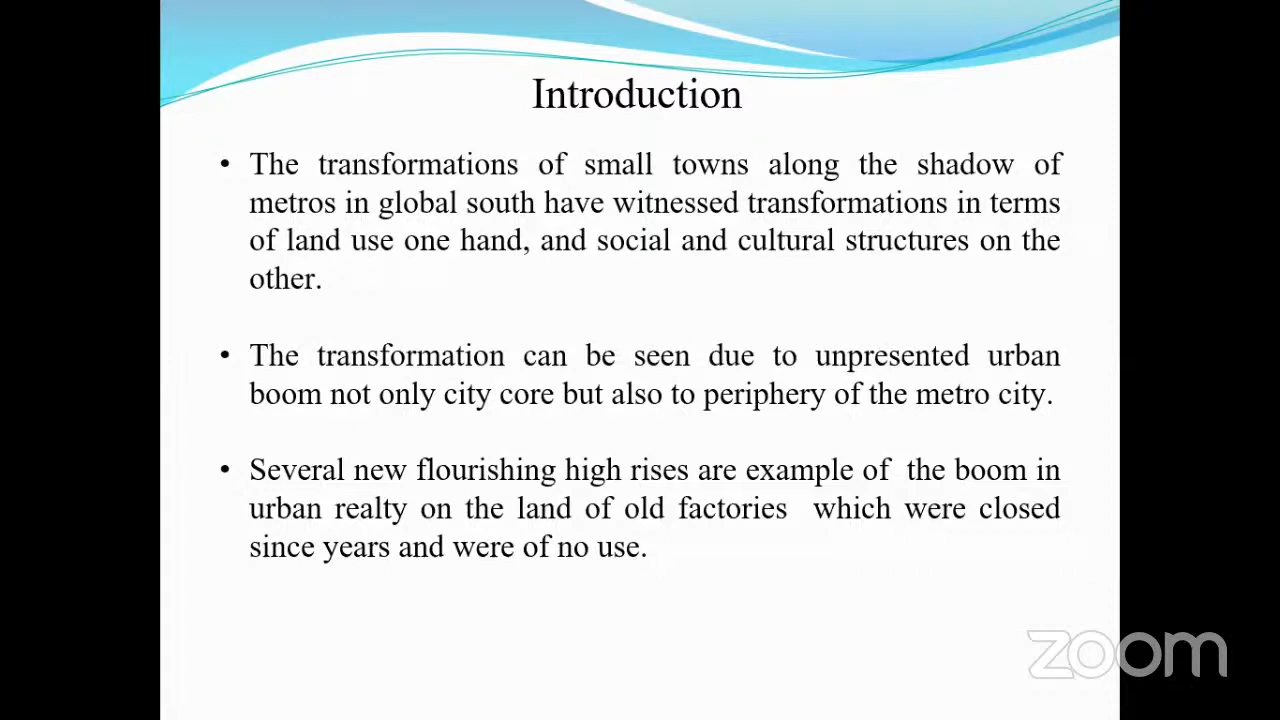 Introduction
• The transformations of small towns along the shadow of
metros in global south have witnessed transformations in terms
of land use one hand, and social and cultural structures on the
other.
• The transformation can be seen due to unpresented urban
boom not only city core but also to periphery of the metro city.
• Several new flourishing high rises are example of the boom in
urban realty on the land of old factories which were closed
since years and were of no use.
zoom